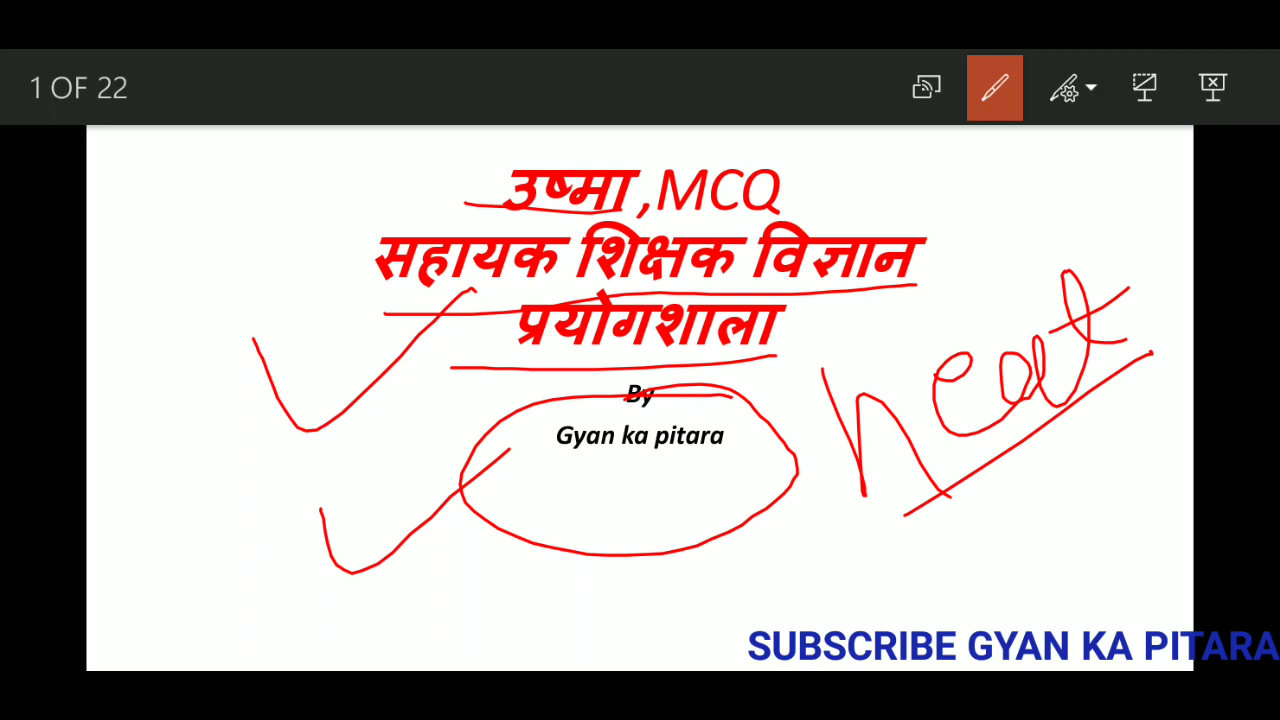 1 OF 22
उष्मा ,MCQ
सहायक शिक्षक विज्ञान
प्रयोगशाला
By
Gyan ka pitara
heat
SUBSCRIBE GYAN KA PITARA